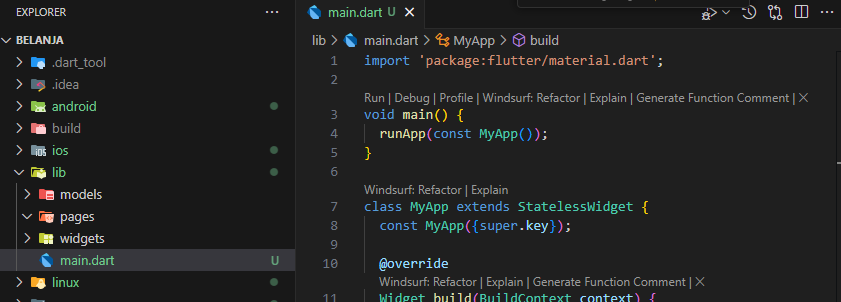 EXPLORER
BELANJA
.dart_tool
.idea
android
build
ios
lib
models
pages
widgets
main.dart U
linux
main.dart U
lib > main.dart > MyApp > build
1 import 'package:flutter/material.dart';
2
Run | Debug | Profile | Windsurf: Refactor | Explain | Generate Function Comment | X
3 void main() {
4 runApp(const MyApp());
5 }
6
Windsurf: Refactor | Explain
7 class MyApp extends StatelessWidget {
8 const MyApp({super.key});
9
10 @override
Windsurf: Refactor | Explain | Generate Function Comment | X
11 Widget build(BuildContext context) {